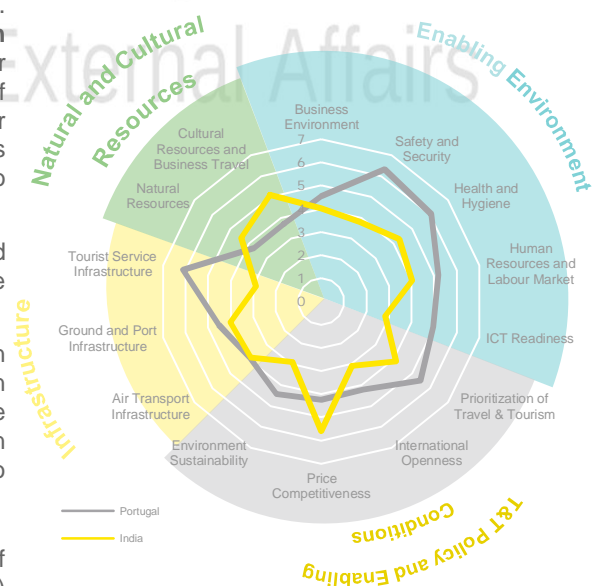 External Affairs
Natural and Cultural
Resources
Enabling Environment
Business
Environment
Safety and
Security
Health and
Hygiene
Human
Resources and
Labour Market
ICT Readiness
Prioritization of
Travel & Tourism
International
Openness
Price
Competitiveness
Environment
Sustainability
Air Transport
Infrastructure
Ground and Port
Infrastructure
Tourist Service
Infrastructure
Natural
Resources
Cultural
Resources and
Business Travel
7
6
5
4
3
2
1
0
Infrastructure
T&T Policy and Enabling
Conditions
Portugal
India